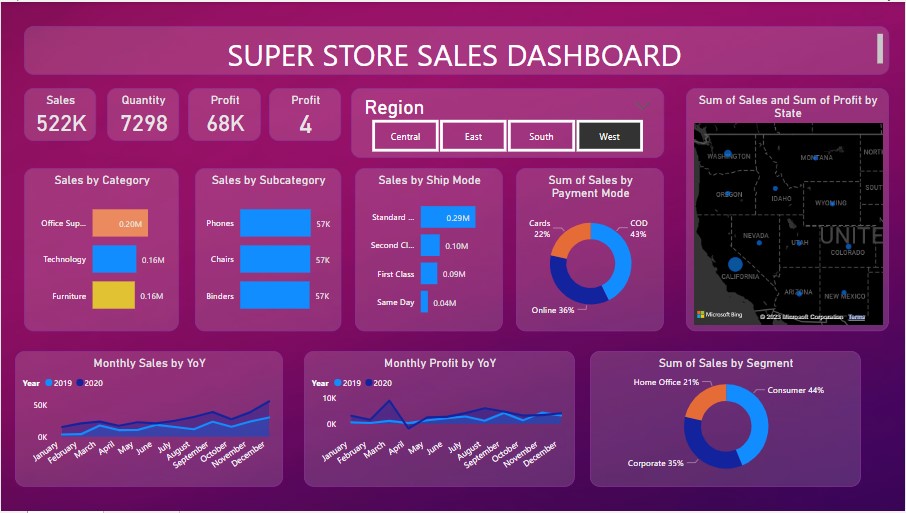 SUPER STORE SALES DASHBOARD
Sales
522K
Quantity
7298
Profit
68K
Profit
4
Region
Central
East
South
West
Sum of Sales and Sum of Profit by
State
WASHINGTON
MONTANA
NORT
OREGON
IDAHO
SOUT
WYOMING
NEVADA
UTAH
UNITE
COLORADO
CALIFORNIA
ARIZONA
NEW MEXICO
Microsoft Bing
© 2023 Microsoft Corporation Terms
Sales by Category
Office Sup...
0.20M
Technology
0.16M
Furniture
0.16M
Sales by Subcategory
Phones
57K
Chairs
57K
Binders
57K
Sales by Ship Mode
Standard ...
0.29M
Second Cl...
0.10M
First Class
0.09M
Same Day
0.04M
Sum of Sales by
Payment Mode
Cards
22%
COD
43%
Online 36%
Monthly Sales by YoY
Year 2019 2020
50K
0K
January
February
March
April
May
June
July
August
September
October
November
December
Monthly Profit by YoY
Year 2019 2020
10K
0K
January
February
March
April
May
June
July
August
September
October
November
December
Sum of Sales by Segment
Home Office 21%
Consumer 44%
Corporate 35%